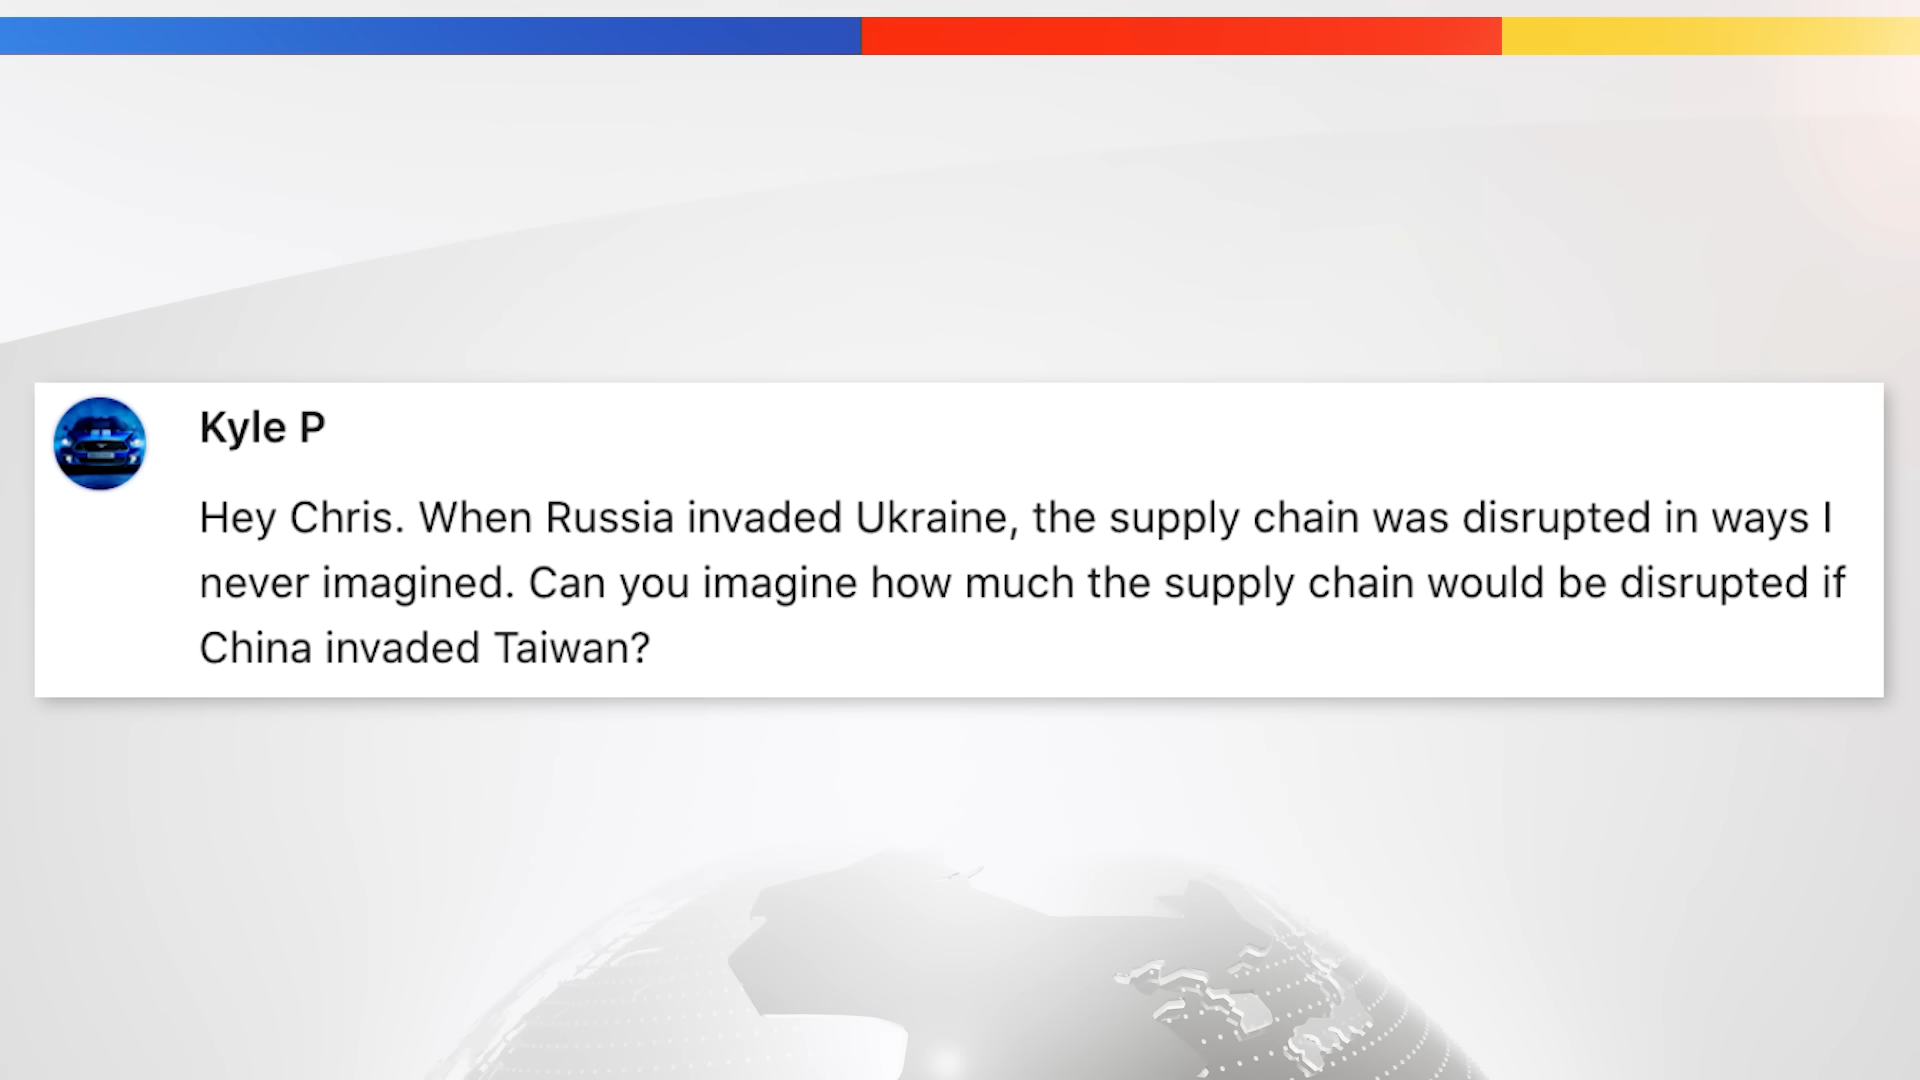 Kyle P
Hey Chris. When Russia invaded Ukraine, the supply chain was disrupted in ways I
never imagined. Can you imagine how much the supply chain would be disrupted if
China invaded Taiwan?